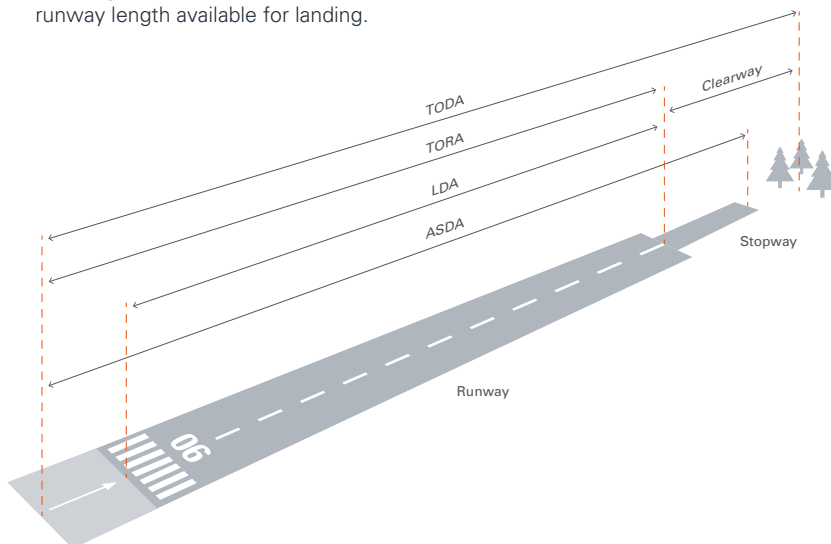 runway length available for landing.
Clearway
TODA
TORA
LDA
ASDA
Stopway
Runway
06